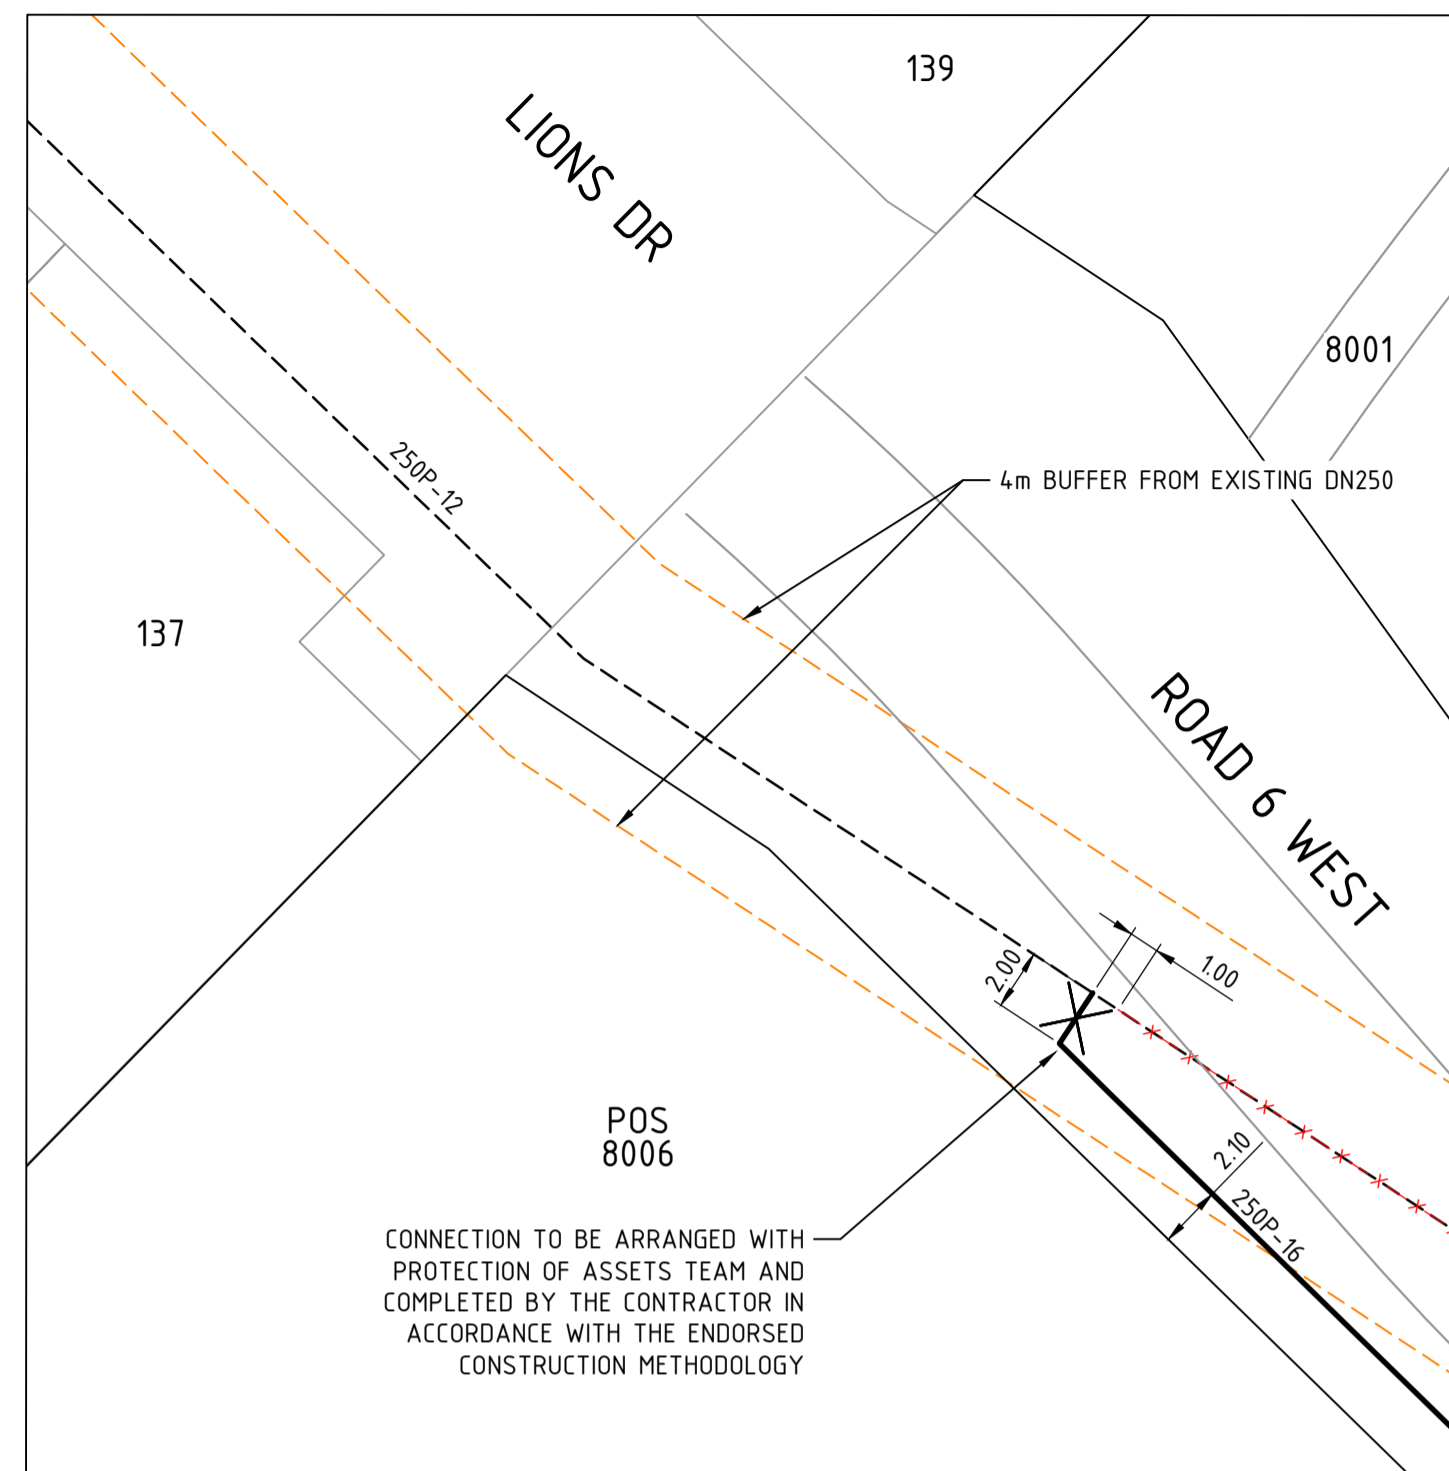 139
LIONS DR
8001
250P-12
4m BUFFER FROM EXISTING DN250
137
ROAD 6 WEST
2.00
1.00
POS
8006
2.10
250P-16
CONNECTION TO BE ARRANGED WITH
PROTECTION OF ASSETS TEAM AND
COMPLETED BY THE CONTRACTOR IN
ACCORDANCE WITH THE ENDORSED
CONSTRUCTION METHODOLOGY